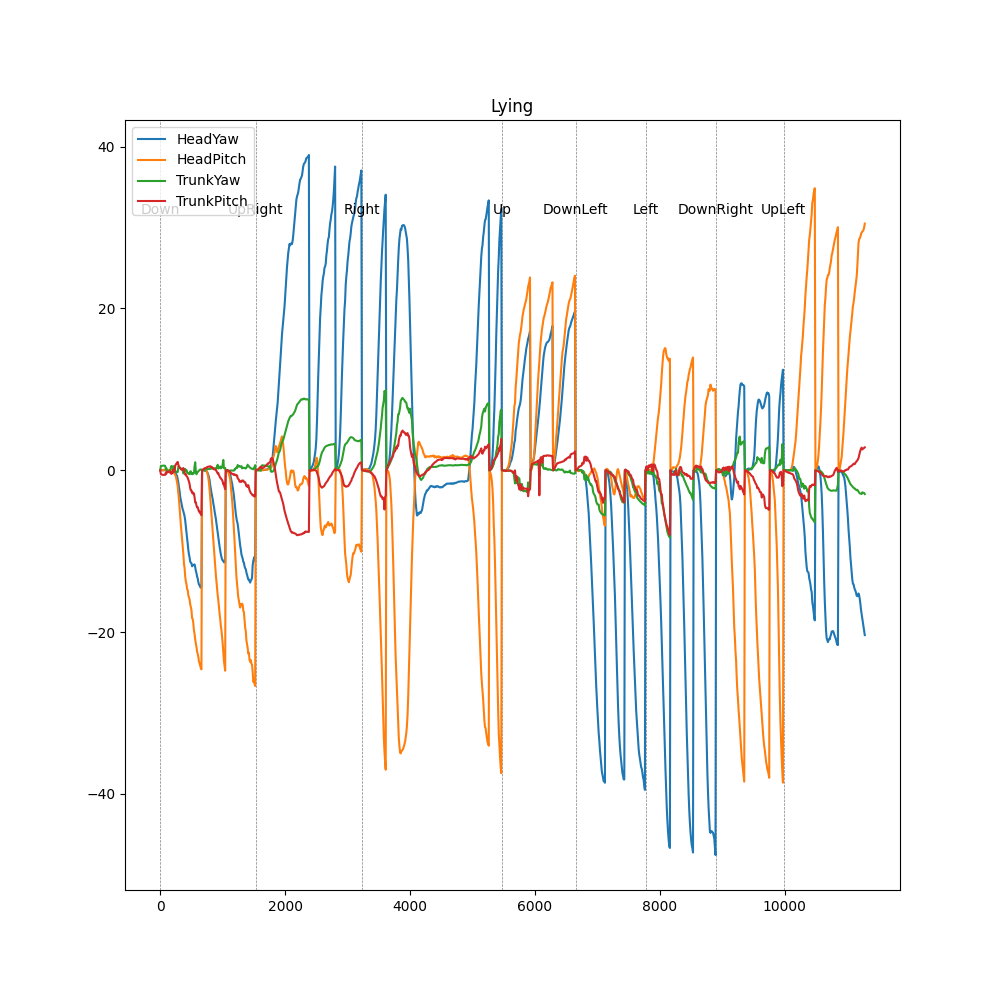 Lying
HeadYaw
HeadPitch
TrunkYaw
TrunkPitch
Down
UpRight
Right
Up
DownLeft
Left
DownRight
UpLeft
40
20
0
−20
−40
0
2000
4000
6000
8000
10000